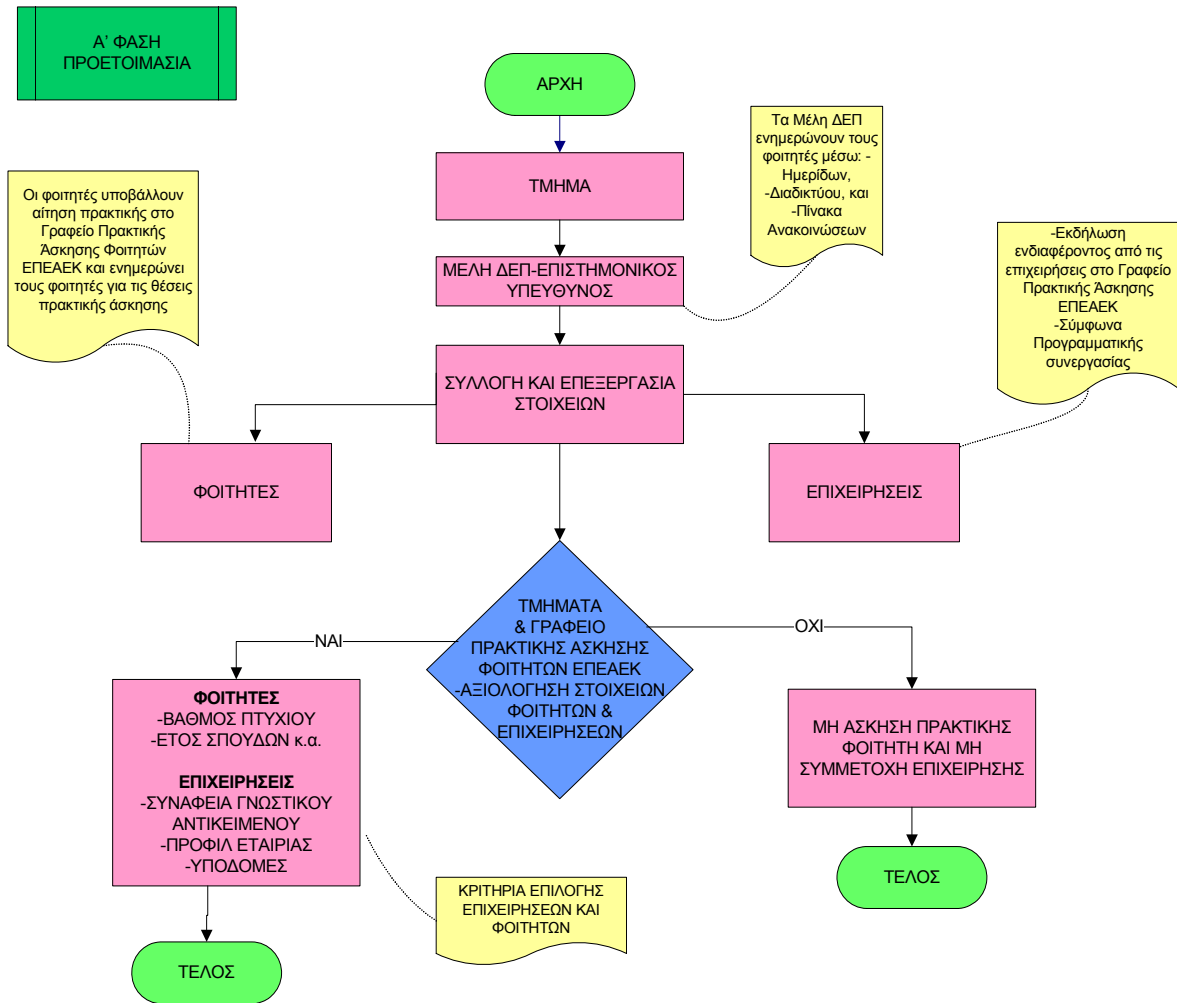 Α' ΦΑΣΗ
ΠΡΟΕΤΟΙΜΑΣΙΑ
ΑΡΧΗ
Τα Μέλη ΔΕΠ
ενημερώνουν τους
φοιτητές μέσω: -
Ημερίδων,
-Διαδικτύου, και
-Πίνακα
Ανακοινώσεων
ΤΜΗΜΑ
Οι φοιτητές υποβάλλουν
αίτηση πρακτικής στο
Γραφείο Πρακτικής
Άσκησης Φοιτητών
ΕΠΕΑΕΚ και ενημερώνει
τους φοιτητές για τις θέσεις
πρακτικής άσκησης
-Εκδήλωση
ενδιαφέροντος από τις
επιχειρήσεις στο Γραφείο
Πρακτικής Άσκησης
ΕΠΕΑΕΚ
-Σύμφωνα
Προγραμματικής
συνεργασίας
ΜΕΛΗ ΔΕΠ-ΕΠΙΣΤΗΜΟΝΙΚΟΣ
ΥΠΕΥΘΥΝΟΣ
ΣΥΛΛΟΓΗ ΚΑΙ ΕΠΕΞΕΡΓΑΣΙΑ
ΣΤΟΙΧΕΙΩΝ
ΦΟΙΤΗΤΕΣ
ΕΠΙΧΕΙΡΗΣΕΙΣ
ΤΜΗΜΑΤΑ
& ΓΡΑΦΕΙΟ
ΠΡΑΚΤΙΚΗΣ ΑΣΚΗΣΗΣ
ΦΟΙΤΗΤΩΝ ΕΠΕΑΕΚ
-ΑΞΙΟΛΟΓΗΣΗ ΣΤΟΙΧΕΙΩΝ
ΦΟΙΤΗΤΩΝ &
ΕΠΙΧΕΙΡΗΣΕΩΝ
ΝΑΙ
ΟΧΙ
ΦΟΙΤΗΤΕΣ
-ΒΑΘΜΟΣ ΠΤΥΧΙΟΥ
-ΕΤΟΣ ΣΠΟΥΔΩΝ κ.α.
ΕΠΙΧΕΙΡΗΣΕΙΣ
-ΣΥΝΑΦΕΙΑ ΓΝΩΣΤΙΚΟΥ
ΑΝΤΙΚΕΙΜΕΝΟΥ
-ΠΡΟΦΙΛ ΕΤΑΙΡΙΑΣ
-ΥΠΟΔΟΜΕΣ
ΜΗ ΑΣΚΗΣΗ ΠΡΑΚΤΙΚΗΣ
ΦΟΙΤΗΤΗ ΚΑΙ ΜΗ
ΣΥΜΜΕΤΟΧΗ ΕΠΙΧΕΙΡΗΣΗΣ
ΤΕΛΟΣ
ΚΡΙΤΗΡΙΑ ΕΠΙΛΟΓΗΣ
ΕΠΙΧΕΙΡΗΣΕΩΝ ΚΑΙ
ΦΟΙΤΗΤΩΝ
ΤΕΛΟΣ